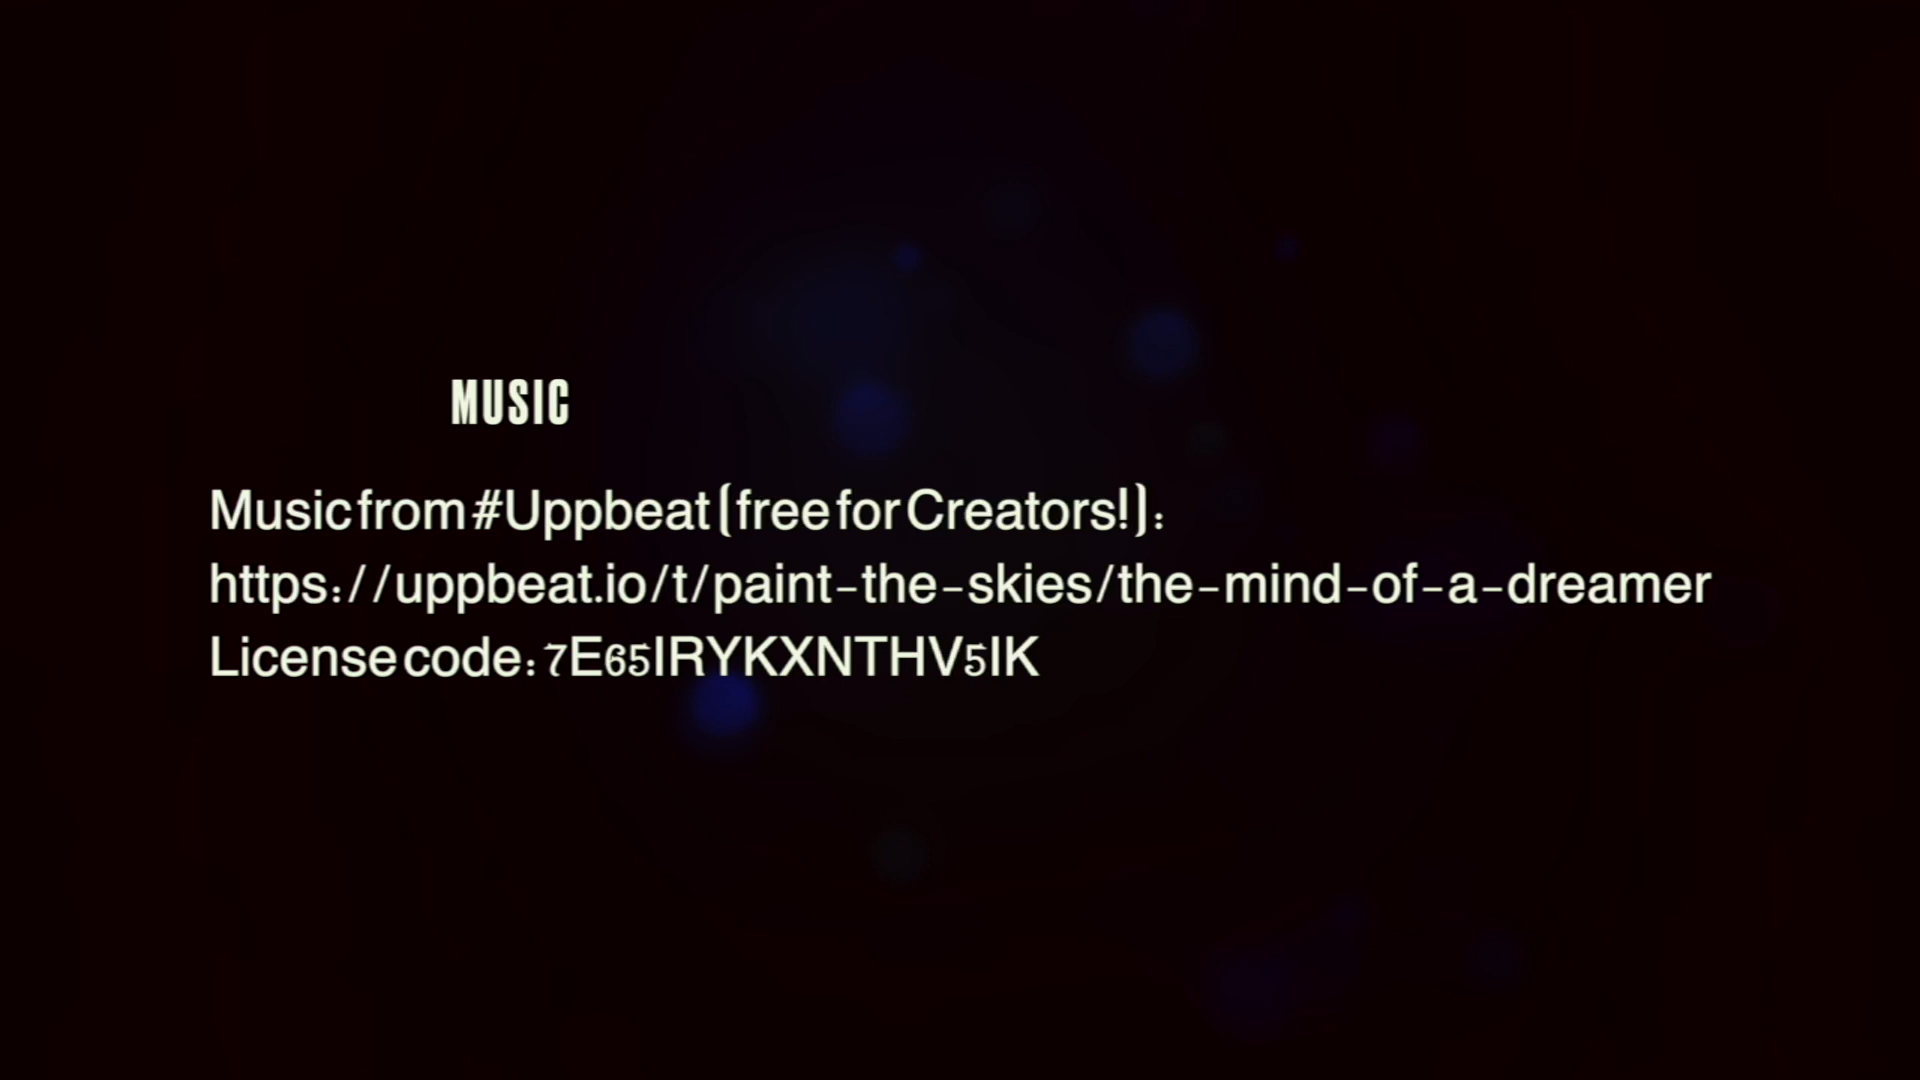 MUSIC
Music from #Uppbeat (free for Creators!):
https://uppbeat.io/t/paint-the-skies/the-mind-of-a-dreamer
License code: 7E65IRYKXNTHV5IK